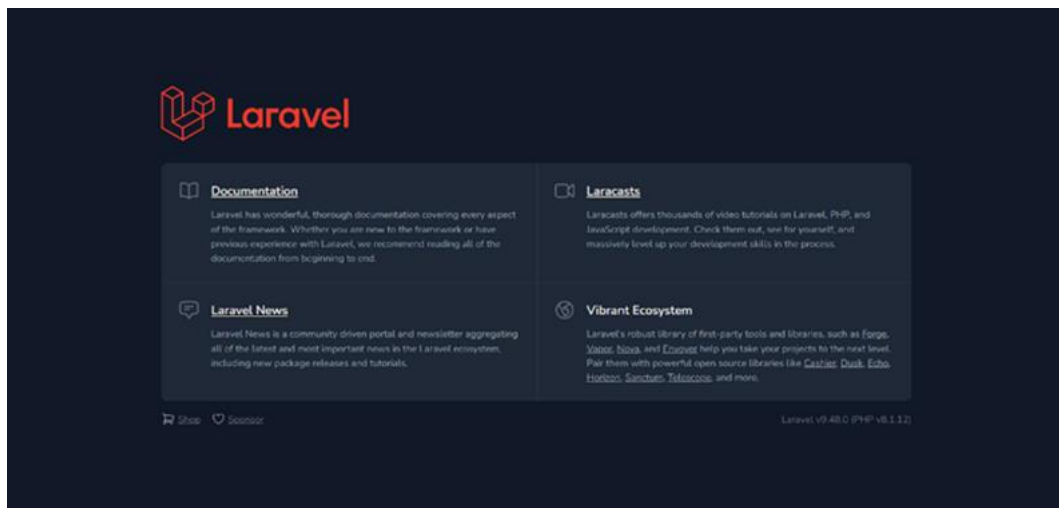 Laravel
Documentation
Laravel has wonderful, thorough documentation covering every aspect
of the framework. Whether you are new to the framework or have
previous experience with Laravel, we recommend reading all of the
documentation from beginning to end.
Laracasts
Laracasts offers thousands of video tutorials on Laravel, PHP, and
JavaScript development. Check them out, see for yourself, and
massively level up your development skills in the process.
Laravel News
Laravel News is a community driven portal and newsletter aggregating
all of the latest and most important news in the Laravel ecosystem,
including new package releases and tutorials.
Vibrant Ecosystem
Laravel's robust library of first-party tools and libraries, such as Forge,
Vapor, Nova, and Envoyer help you take your projects to the next level.
Pair them with powerful open source libraries like Cashier, Dusk, Echo,
Horizon, Sanctum, Telescope, and more.
Shop Sponsor
Laravel v9.48.0 (PHP v8.1.12)